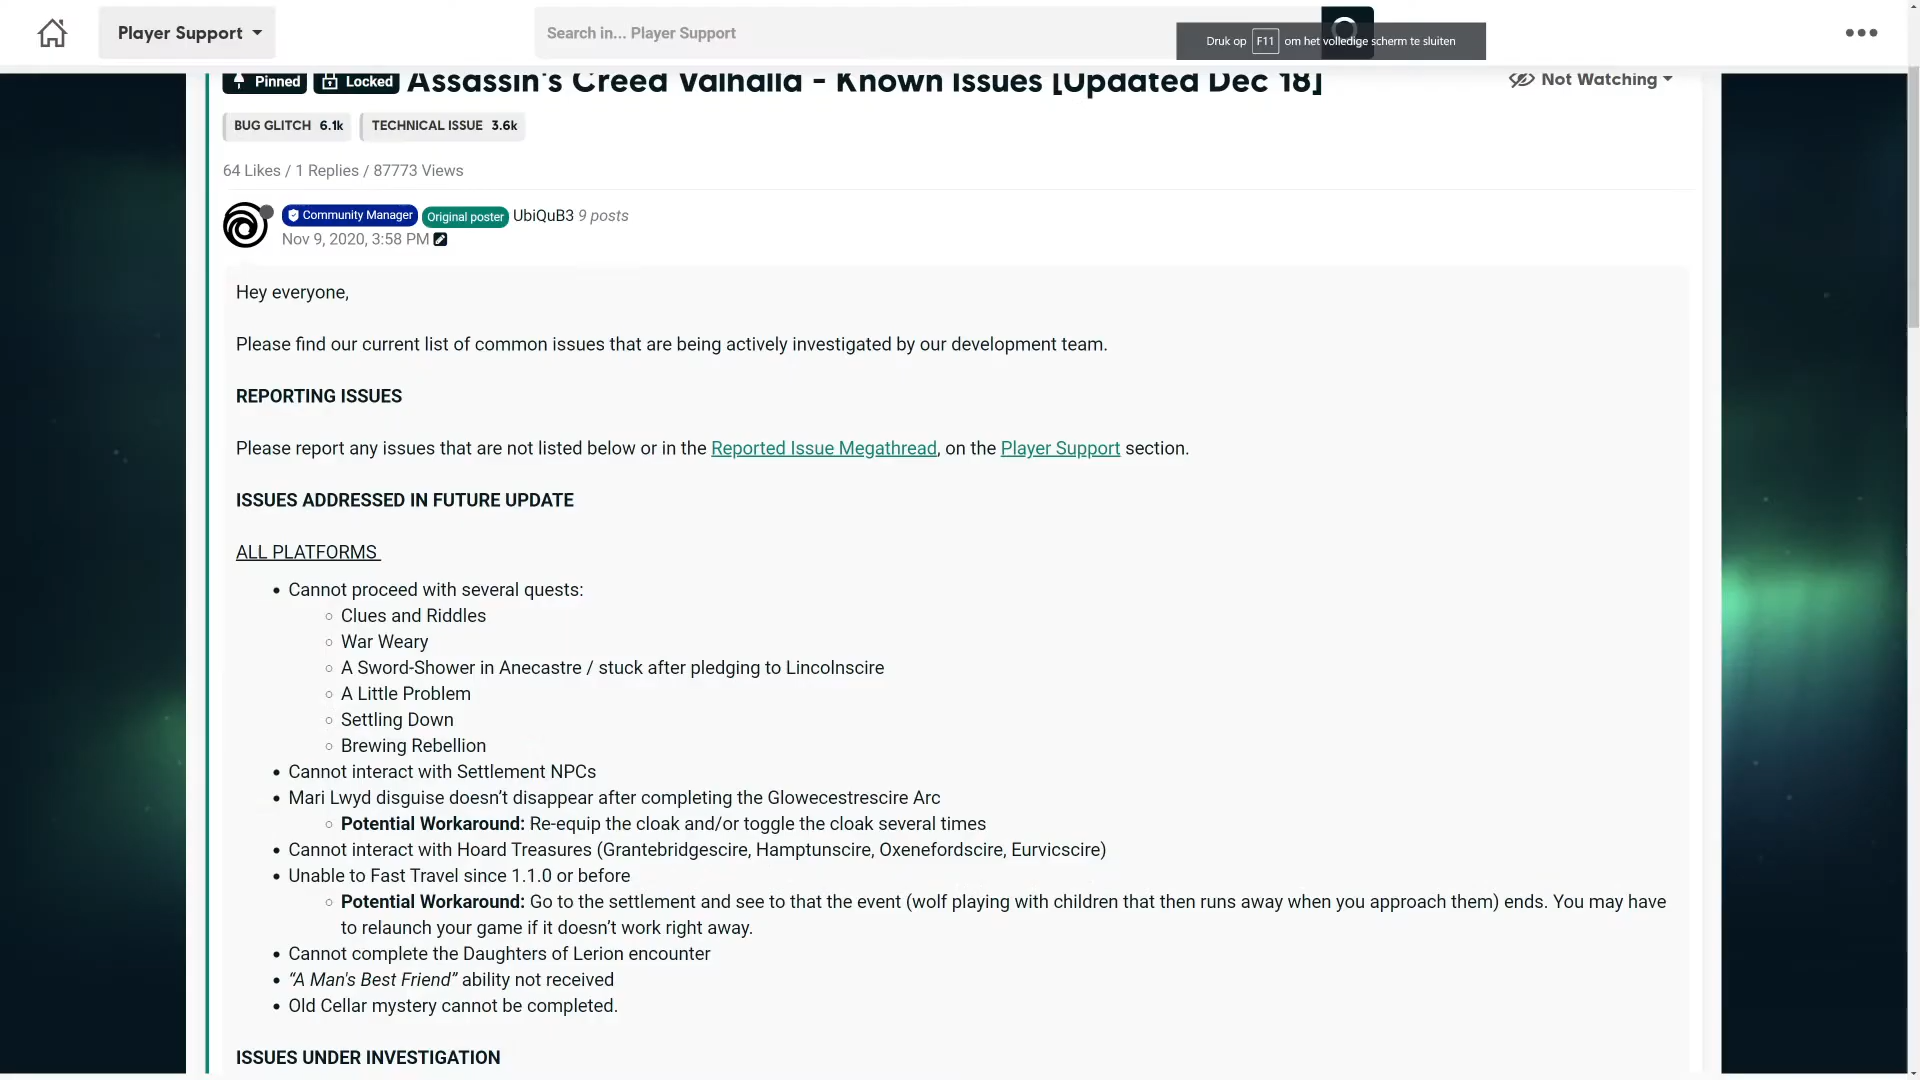 Player Support
Search in... Player Support
Druk op F11 om het volledige scherm te sluiten
Pinned Locked Assassin's Creed Valhalla - Known Issues [Updated Dec 18]
Not Watching
BUG GLITCH 6.1k TECHNICAL ISSUE 3.6k
64 Likes / 1 Replies / 87773 Views
Community Manager Original poster UbiQuB3 9 posts
Nov 9, 2020, 3:58 PM
Hey everyone,
Please find our current list of common issues that are being actively investigated by our development team.
REPORTING ISSUES
Please report any issues that are not listed below or in the Reported Issue Megathread, on the Player Support section.
ISSUES ADDRESSED IN FUTURE UPDATE
ALL PLATFORMS
• Cannot proceed with several quests:
○ Clues and Riddles
○ War Weary
○ A Sword-Shower in Anecastre / stuck after pledging to Lincolnscire
○ A Little Problem
○ Settling Down
○ Brewing Rebellion
• Cannot interact with Settlement NPCs
• Mari Lwyd disguise doesn’t disappear after completing the Glowecestrescire Arc
○ Potential Workaround: Re-equip the cloak and/or toggle the cloak several times
• Cannot interact with Hoard Treasures (Grantebridgescire, Hamptunscire, Oxenefordscire, Eurvicscire)
• Unable to Fast Travel since 1.1.0 or before
○ Potential Workaround: Go to the settlement and see to that the event (wolf playing with children that then runs away when you approach them) ends. You may have
to relaunch your game if it doesn’t work right away.
• Cannot complete the Daughters of Lerion encounter
• “A Man's Best Friend” ability not received
• Old Cellar mystery cannot be completed.
ISSUES UNDER INVESTIGATION